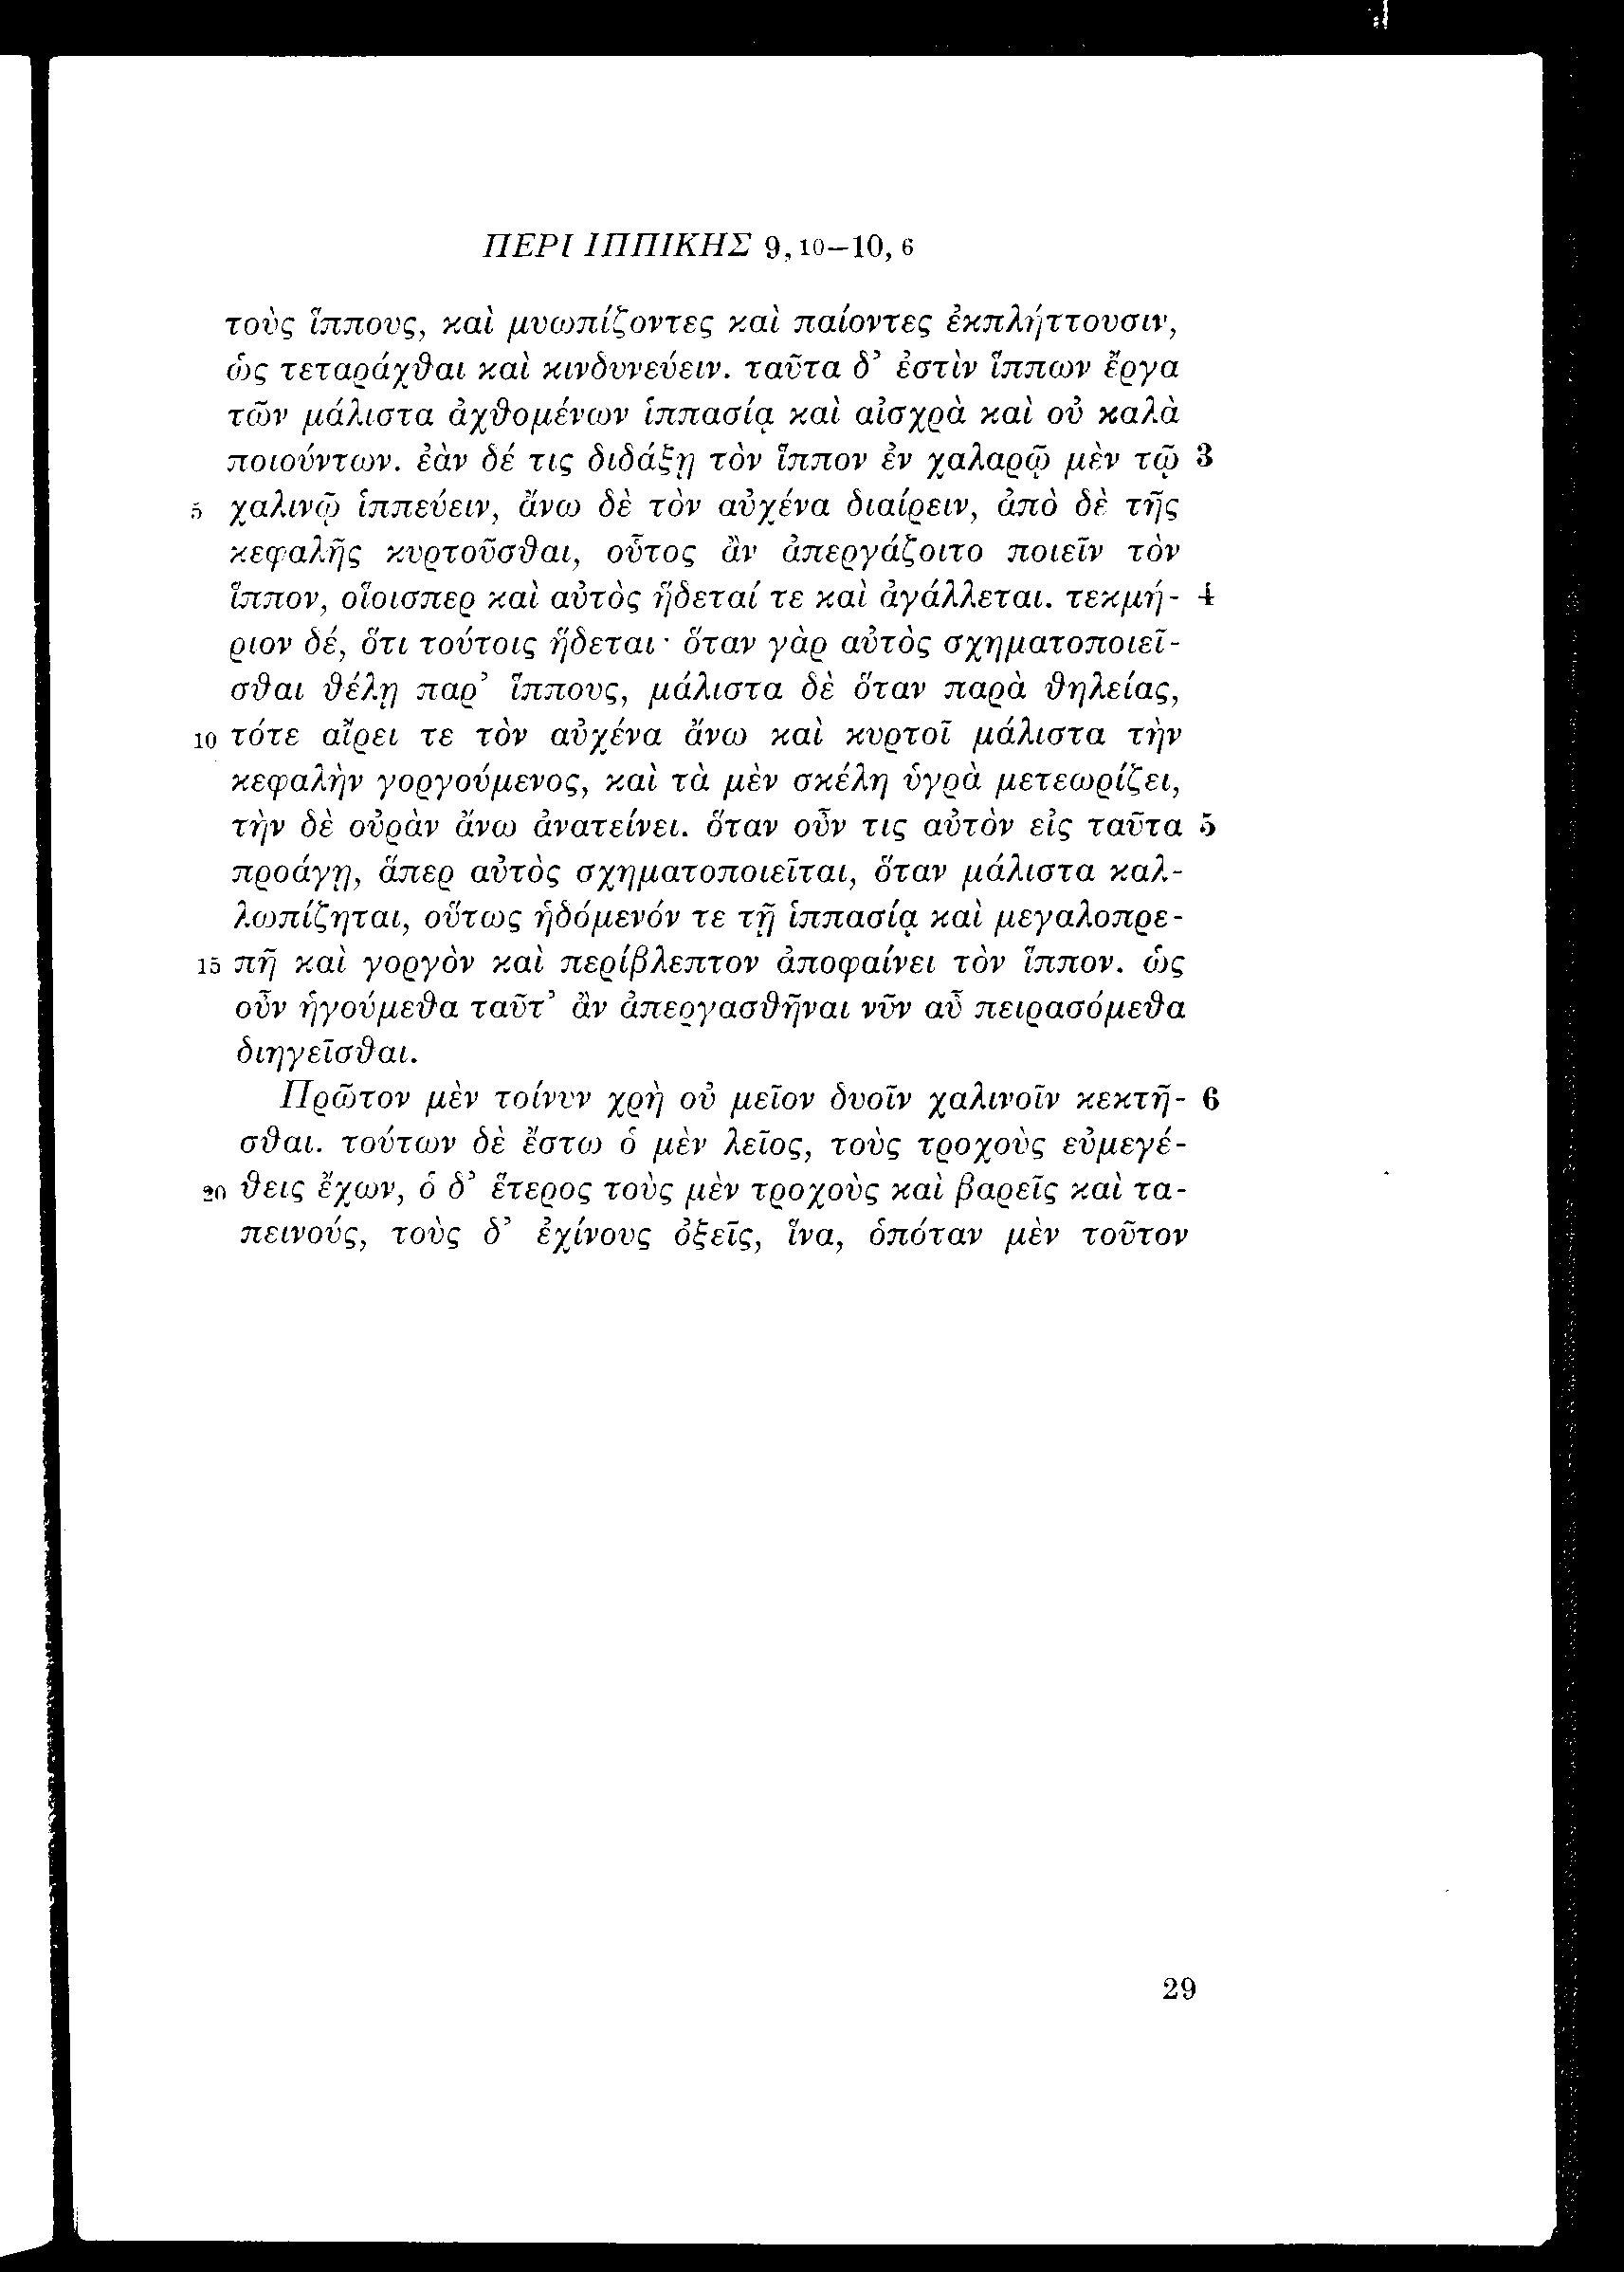 ΠΕΡΙ ΙΠΠΙΚΗΣ 9,10–10,6
τοὺς ἵππους, καὶ μυωπίζοντες καὶ παίοντες ἐκπλήττουσιν,
ὡς τεταράχθαι καὶ κινδυνεύειν. ταῦτα δ’ ἐστὶν ἵππων ἔργα
τῶν μάλιστα ἀχθομένων ἱππασίᾳ καὶ αἰσχρὰ καὶ οὐ καλὰ
ποιούντων. ἐὰν δέ τις διδάξῃ τὸν ἵππον ἐν χαλαρῷ μὲν τῷ 3
5 χαλινῷ ἱππεύειν, ἄνω δὲ τὸν αὐχένα διαίρειν, ἀπὸ δὲ τῆς
κεφαλῆς κυρτοῦσθαι, οὗτος ἂν ἀπεργάζοιτο ποιεῖν τὸν
ἵππον, οἵοισπερ καὶ αὐτὸς ἥδεταί τε καὶ ἀγάλλεται. τεκμή- 4
ριον δέ, ὅτι τούτοις ἥδεται· ὅταν γὰρ αὐτὸς σχηματοποιεῖ-
σθαι θέλῃ παρ’ ἵππους, μάλιστα δὲ ὅταν παρὰ θηλείας,
10 τότε αἴρει τε τὸν αὐχένα ἄνω καὶ κυρτοῖ μάλιστα τὴν
κεφαλὴν γοργούμενος, καὶ τὰ μὲν σκέλη ὑγρὰ μετεωρίζει,
τὴν δὲ οὐρὰν ἄνω ἀνατείνει. ὅταν οὖν τις αὐτὸν εἰς ταῦτα 5
προάγῃ, ἅπερ αὐτὸς σχηματοποιεῖται, ὅταν μάλιστα καλ-
λωπίζηται, οὕτως ἡδόμενόν τε τῇ ἱππασίᾳ καὶ μεγαλοπρε-
15 πῆ καὶ γοργὸν καὶ περίβλεπτον ἀποφαίνει τὸν ἵππον. ὡς
οὖν ἡγούμεθα ταῦτ’ ἂν ἀπεργασθῆναι νῦν αὖ πειρασόμεθα
διηγεῖσθαι.
Πρῶτον μὲν τοίνυν χρὴ οὐ μεῖον δυοῖν χαλινοῖν κεκτῆ- 6
σθαι. τούτων δὲ ἔστω ὁ μὲν λεῖος, τοὺς τροχοὺς εὐμεγέ-
20 θεις ἔχων, ὁ δ’ ἕτερος τοὺς μὲν τροχοὺς καὶ βαρεῖς καὶ τα-
πεινούς, τοὺς δ’ ἐχίνους ὀξεῖς, ἵνα, ὁπόταν μὲν τοῦτον
29